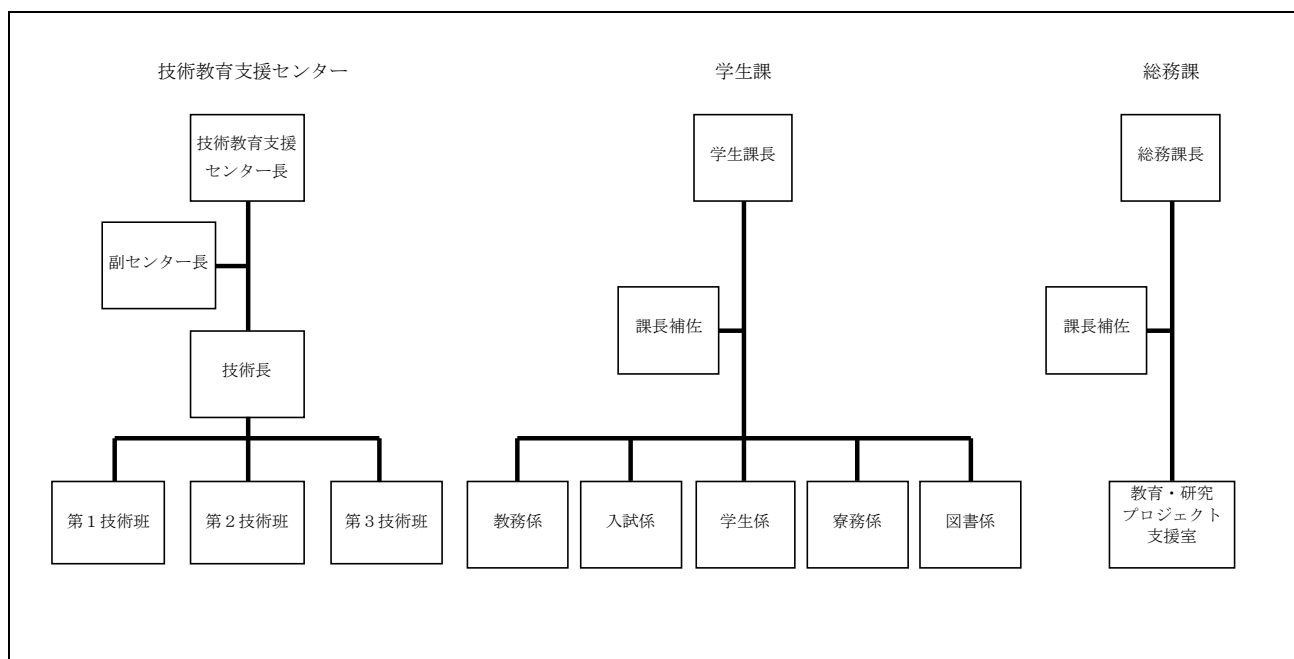 技術教育支援センター
学生課
総務課
技術教育支援
センター長
学生課長
総務課長
副センター長
課長補佐
課長補佐
技術長
第１技術班
第２技術班
第３技術班
教務係
入試係
学生係
寮務係
図書係
教育・研究
プロジェクト
支援室